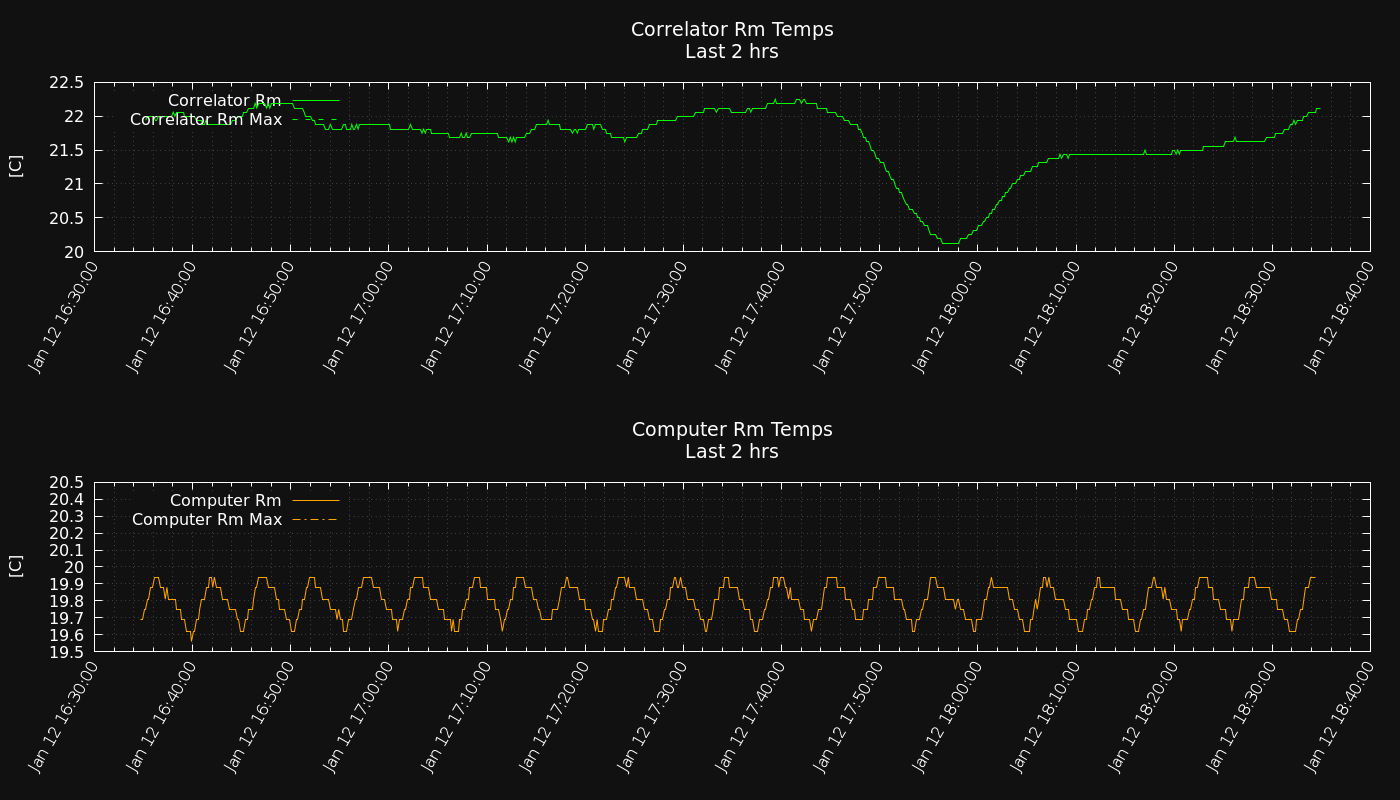 Correlator Rm Temps
Last 2 hrs
22.5
22
21.5
21
20.5
20
[C]
Correlator Rm
Correlator Rm Max
Jan 12 16:30:00
Jan 12 16:40:00
Jan 12 16:50:00
Jan 12 17:00:00
Jan 12 17:10:00
Jan 12 17:20:00
Jan 12 17:30:00
Jan 12 17:40:00
Jan 12 17:50:00
Jan 12 18:00:00
Jan 12 18:10:00
Jan 12 18:20:00
Jan 12 18:30:00
Jan 12 18:40:00
Computer Rm Temps
Last 2 hrs
20.5
20.4
20.3
20.2
20.1
20
19.9
19.8
19.7
19.6
19.5
[C]
Computer Rm
Computer Rm Max
Jan 12 16:30:00
Jan 12 16:40:00
Jan 12 16:50:00
Jan 12 17:00:00
Jan 12 17:10:00
Jan 12 17:20:00
Jan 12 17:30:00
Jan 12 17:40:00
Jan 12 17:50:00
Jan 12 18:00:00
Jan 12 18:10:00
Jan 12 18:20:00
Jan 12 18:30:00
Jan 12 18:40:00